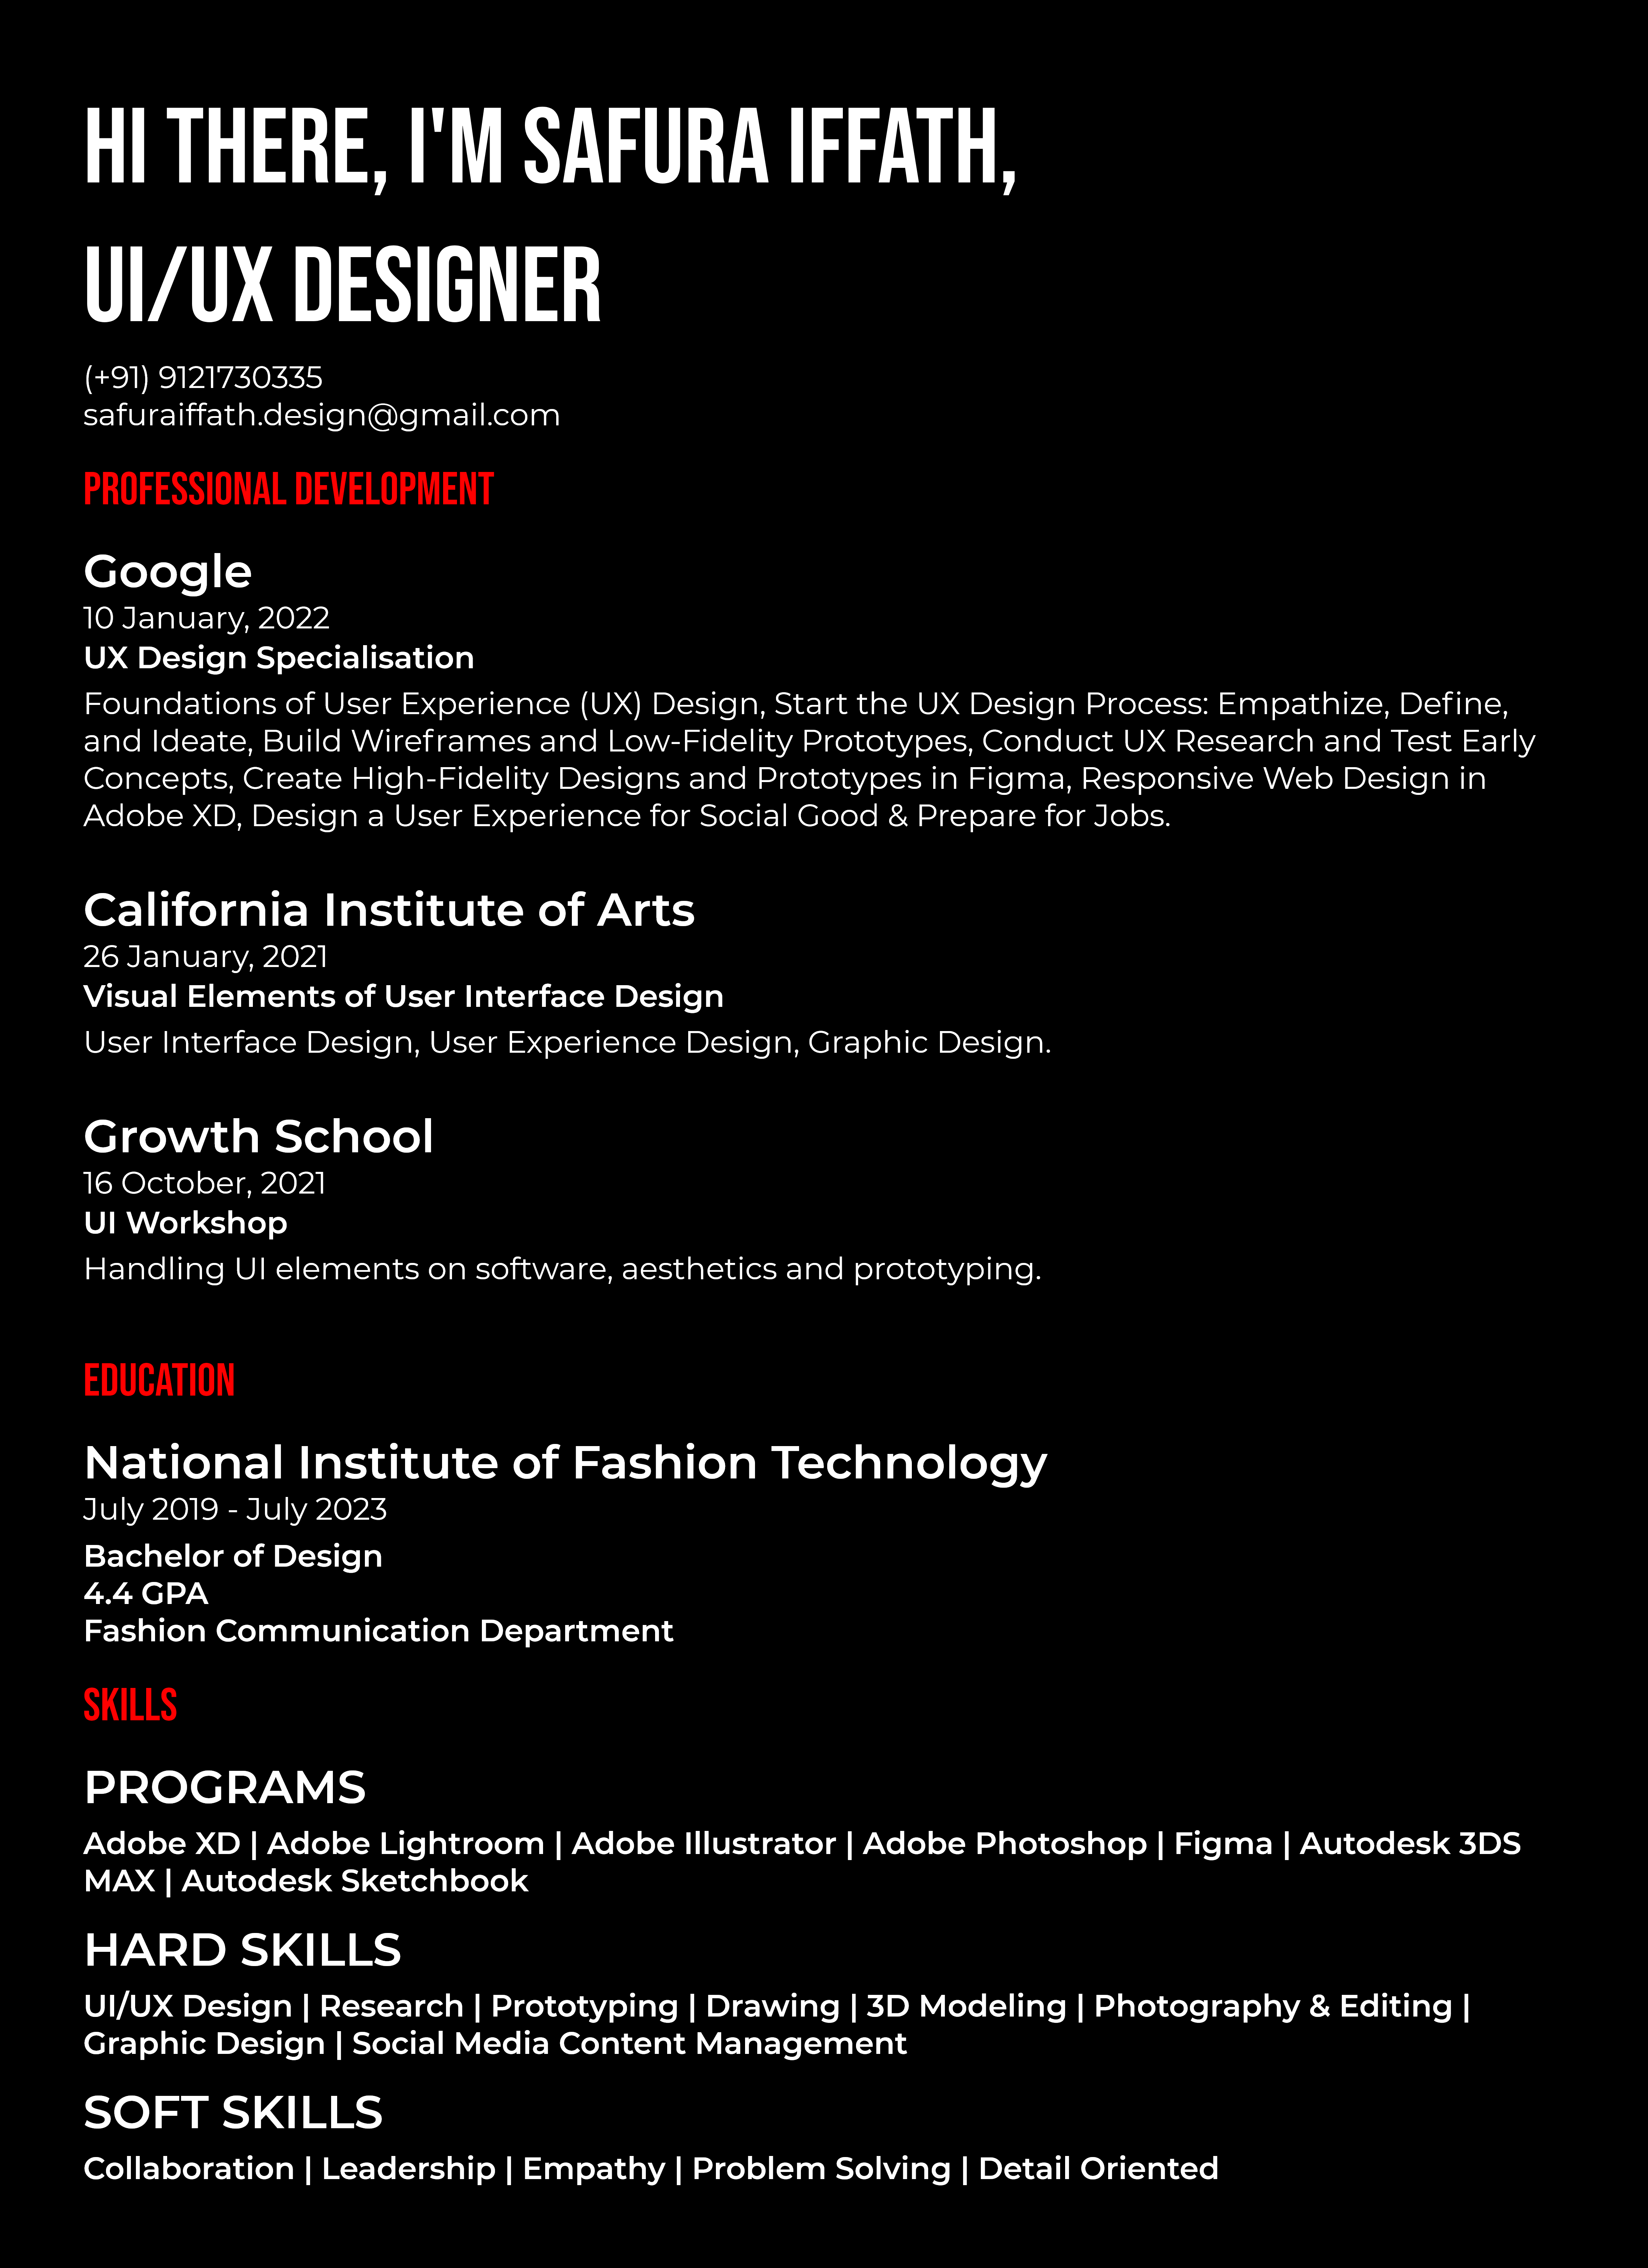 HI THERE, I'M SAFURA IFFATH,
UI/UX DESIGNER
(+91) 9121730335
safuraiffath.design@gmail.com
PROFESSIONAL DEVELOPMENT
Google
10 January, 2022
UX Design Specialisation
Foundations of User Experience (UX) Design, Start the UX Design Process: Empathize, Define,
and Ideate, Build Wireframes and Low-Fidelity Prototypes, Conduct UX Research and Test Early
Concepts, Create High-Fidelity Designs and Prototypes in Figma, Responsive Web Design in
Adobe XD, Design a User Experience for Social Good & Prepare for Jobs.
California Institute of Arts
26 January, 2021
Visual Elements of User Interface Design
User Interface Design, User Experience Design, Graphic Design.
Growth School
16 October, 2021
UI Workshop
Handling UI elements on software, aesthetics and prototyping.
EDUCATION
National Institute of Fashion Technology
July 2019 - July 2023
Bachelor of Design
4.4 GPA
Fashion Communication Department
SKILLS
PROGRAMS
Adobe XD | Adobe Lightroom | Adobe Illustrator | Adobe Photoshop | Figma | Autodesk 3DS
MAX | Autodesk Sketchbook
HARD SKILLS
UI/UX Design | Research | Prototyping | Drawing | 3D Modeling | Photography & Editing |
Graphic Design | Social Media Content Management
SOFT SKILLS
Collaboration | Leadership | Empathy | Problem Solving | Detail Oriented